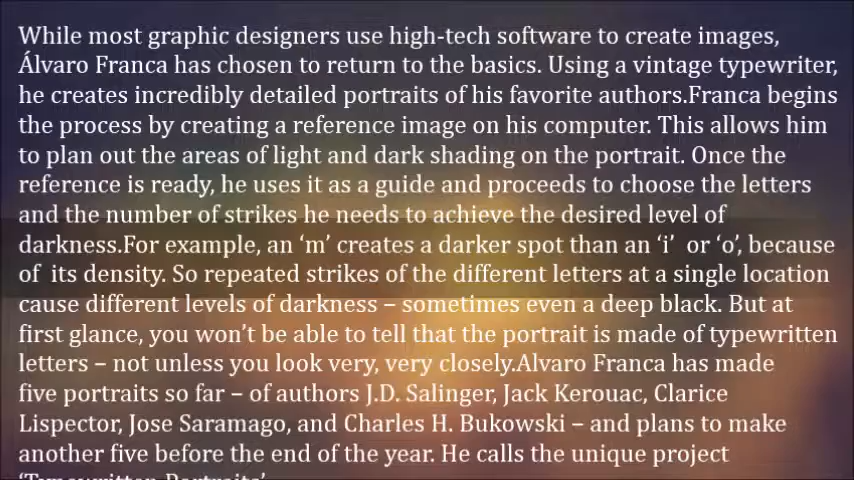 While most graphic designers use high-tech software to create images,
Álvaro Franca has chosen to return to the basics. Using a vintage typewriter,
he creates incredibly detailed portraits of his favorite authors.Franca begins
the process by creating a reference image on his computer. This allows him
to plan out the areas of light and dark shading on the portrait. Once the
reference is ready, he uses it as a guide and proceeds to choose the letters
and the number of strikes he needs to achieve the desired level of
darkness.For example, an ‘m’ creates a darker spot than an ‘i’  or ‘o’, because
of  its density. So repeated strikes of the different letters at a single location
cause different levels of darkness – sometimes even a deep black. But at
first glance, you won’t be able to tell that the portrait is made of typewritten
letters – not unless you look very, very closely.Alvaro Franca has made
five portraits so far – of authors J.D. Salinger, Jack Kerouac, Clarice
Lispector, Jose Saramago, and Charles H. Bukowski – and plans to make
another five before the end of the year. He calls the unique project
‘Typewritten Portraits’